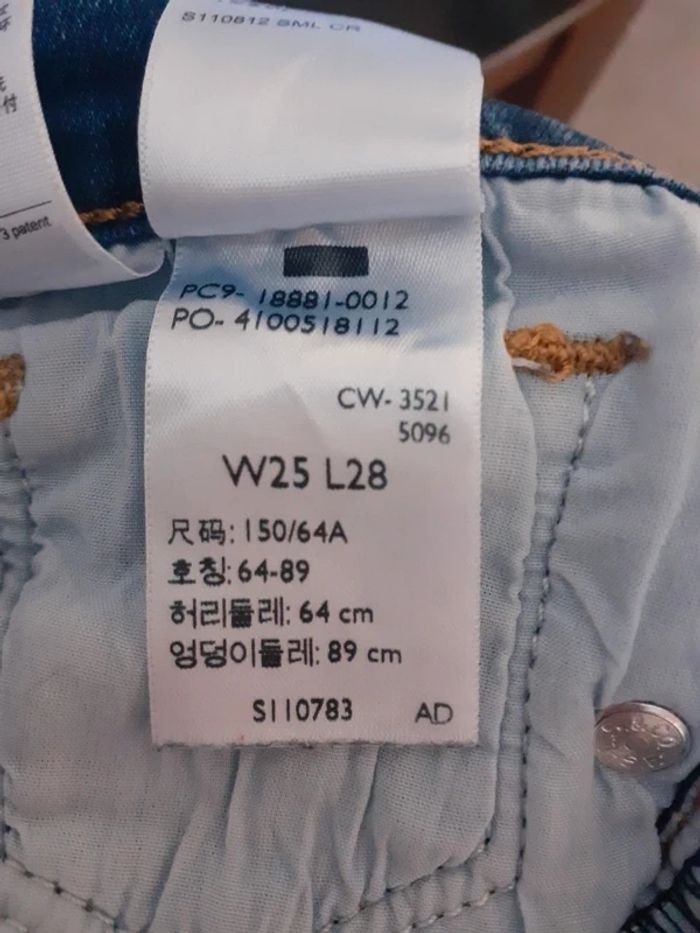 S110812 SML CR
付
3 patent
PC9- 18881-0012
PO- 4100518112
CW- 3521
5096
W25 L28
尺码: 150/64A
호칭: 64-89
허리둘레: 64 cm
엉덩이둘레: 89 cm
S110783 AD